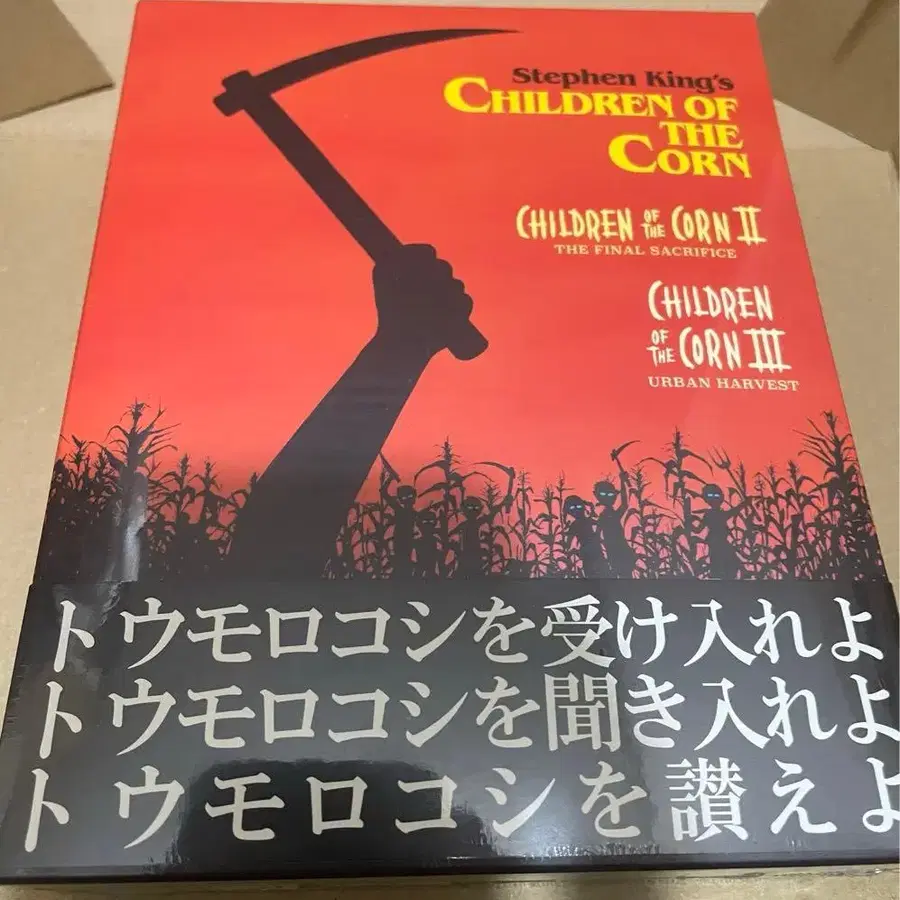 Stephen King's
CHILDREN OF
THE
CORN
CHILDREN OF THE CORN II
THE FINAL SACRIFICE
CHILDREN
OF THE CORN III
URBAN HARVEST
トウモロコシを受け入れよ
トウモロコシを聞き入れよ
トウモロコシを讃えよ